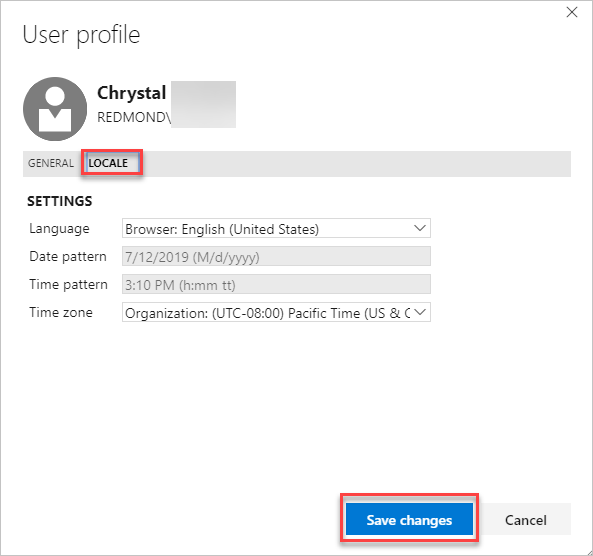 User profile
Chrystal
REDMOND\
GENERAL LOCALE
SETTINGS
Language Browser: English (United States)
Date pattern 7/12/2019 (M/d/yyyy)
Time pattern 3:10 PM (h:mm tt)
Time zone Organization: (UTC-08:00) Pacific Time (US & C
Save changes Cancel